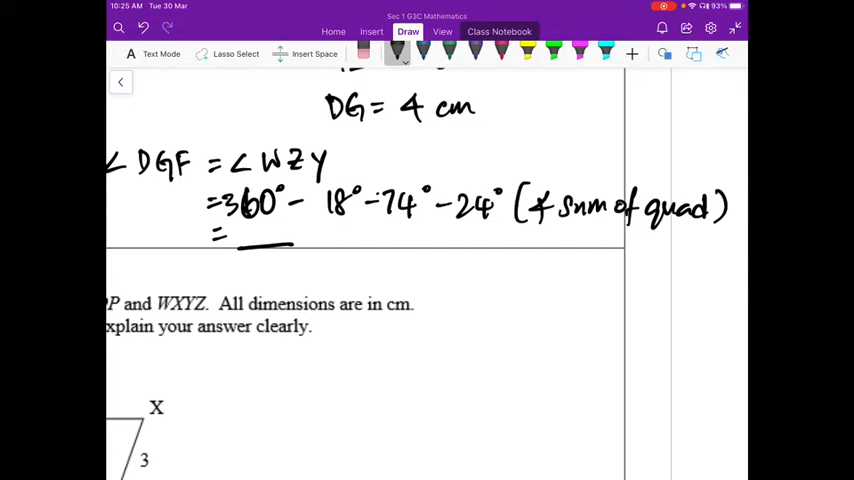 10:25 AM Tue 30 Mar
93%
Sec 1 G3C Mathematics
Home Insert Draw View Class Notebook
A Text Mode Lasso Select Insert Space
DG = 4 cm
∠ DGF = ∠ WZY
= 360° - 18° - 74° - 24° (∡ sum of quad)
=
P and WXYZ. All dimensions are in cm.
xplain your answer clearly.
X
3